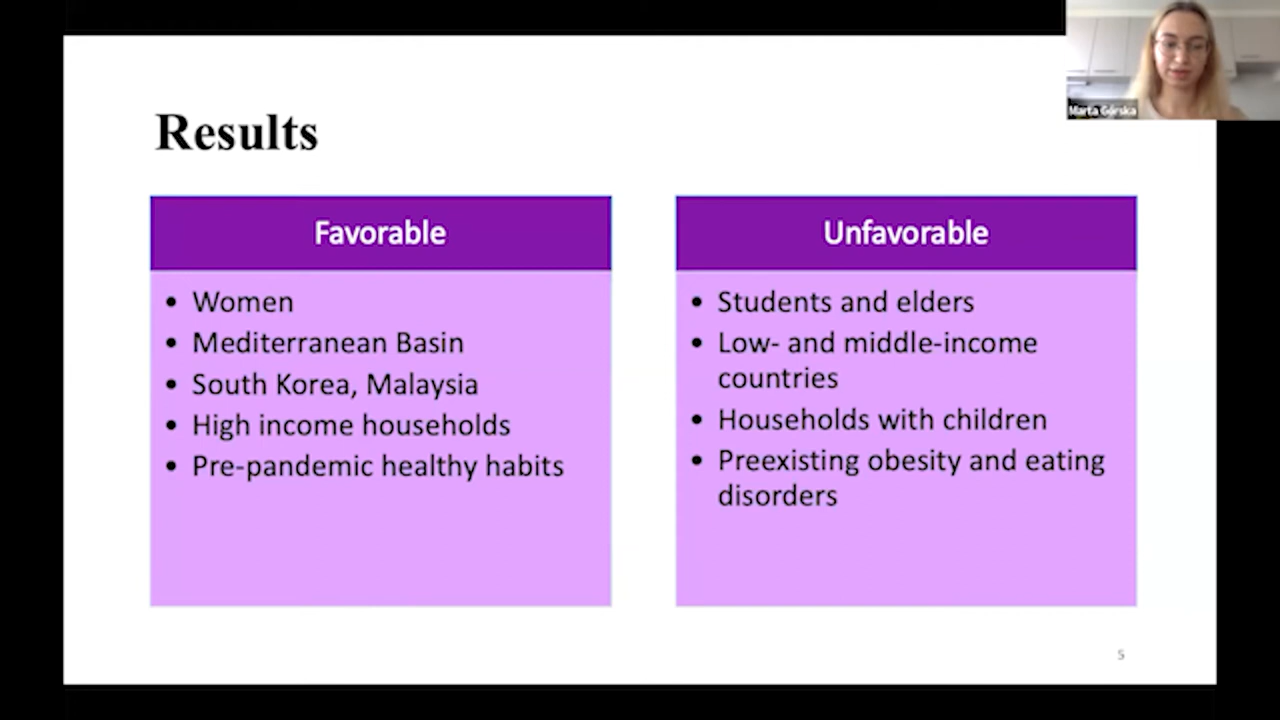 Marta Górska
Results
Favorable
• Women
• Mediterranean Basin
• South Korea, Malaysia
• High income households
• Pre-pandemic healthy habits
Unfavorable
• Students and elders
• Low- and middle-income
countries
• Households with children
• Preexisting obesity and eating
disorders
5